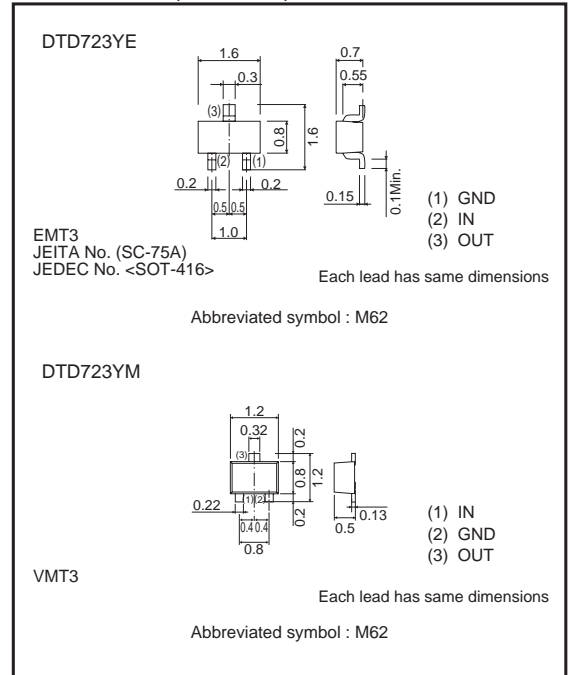 DTD723YE
1.6
0.3
(3)
0.8
1.6
(2)
(1)
0.2
0.2
0.5 0.5
1.0
0.7
0.55
0.15
0.1Min.
(1) GND
(2) IN
(3) OUT
EMT3
JEITA No. (SC-75A)
JEDEC No. <SOT-416>
Each lead has same dimensions
Abbreviated symbol : M62
DTD723YM
1.2
0.32
(3)
0.2
0.8
1.2
0.22
(1)(2)
0.2
0.4 0.4
0.8
0.13
0.5
(1) IN
(2) GND
(3) OUT
VMT3
Each lead has same dimensions
Abbreviated symbol : M62